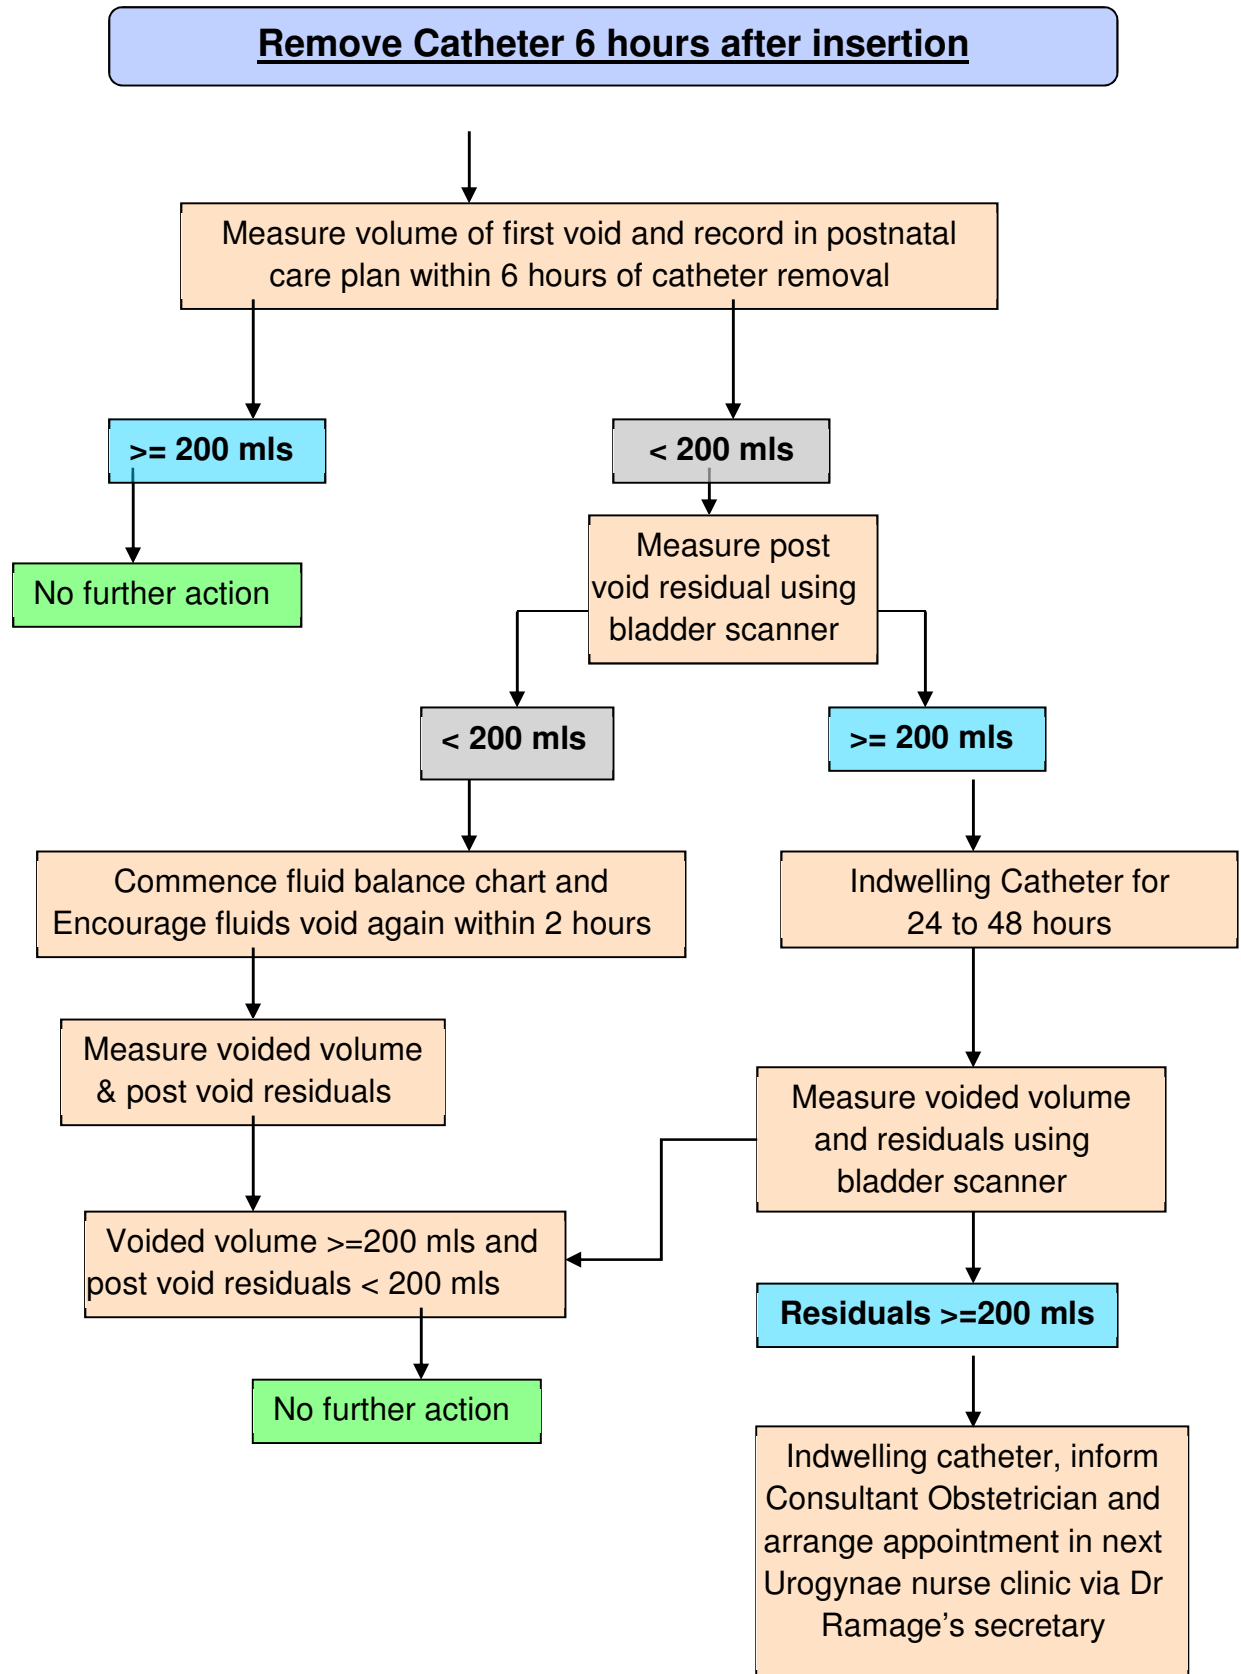 Remove Catheter 6 hours after insertion
Measure volume of first void and record in postnatal
care plan within 6 hours of catheter removal
>= 200 mls
< 200 mls
No further action
Measure post
void residual using
bladder scanner
< 200 mls
>= 200 mls
Commence fluid balance chart and
Encourage fluids void again within 2 hours
Indwelling Catheter for
24 to 48 hours
Measure voided volume
& post void residuals
Measure voided volume
and residuals using
bladder scanner
Voided volume >=200 mls and
post void residuals < 200 mls
Residuals >=200 mls
No further action
Indwelling catheter, inform
Consultant Obstetrician and
arrange appointment in next
Urogynae nurse clinic via Dr
Ramage’s secretary